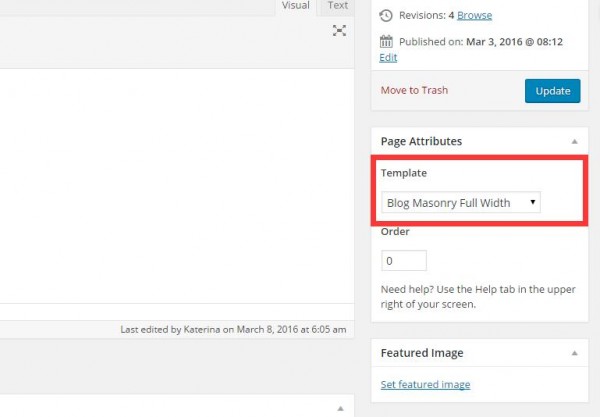 Visual
Text
Revisions: 4 Browse
Published on: Mar 3, 2016 @ 08:12
Edit
Move to Trash
Update
Page Attributes
Template
Blog Masonry Full Width
Order
0
Need help? Use the Help tab in the upper
right of your screen.
Last edited by Katerina on March 8, 2016 at 6:05 am
Featured Image
Set featured image